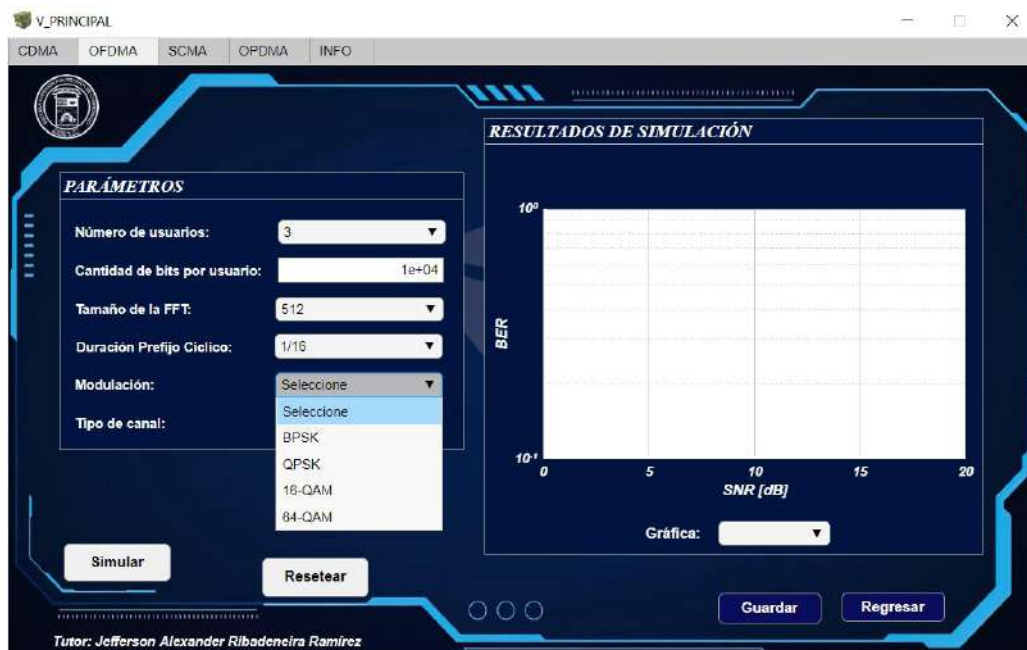 V_PRINCIPAL
CDMA OFDMA SCMA OPDMA INFO
RESULTADOS DE SIMULACIÓN
PARÁMETROS
Número de usuarios: 3
Cantidad de bits por usuario: 1e+04
Tamaño de la FFT: 512
Duración Prefijo Ciclico: 1/16
Modulación: Seleccione
Seleccione
BPSK
QPSK
16-QAM
64-QAM
Tipo de canal:
10⁰
BER
10⁻¹
0 5 10 15 20
SNR [dB]
Gráfica:
Simular
Resetear
Guardar
Regresar
Tutor: Jefferson Alexander Ribadeneira Ramírez